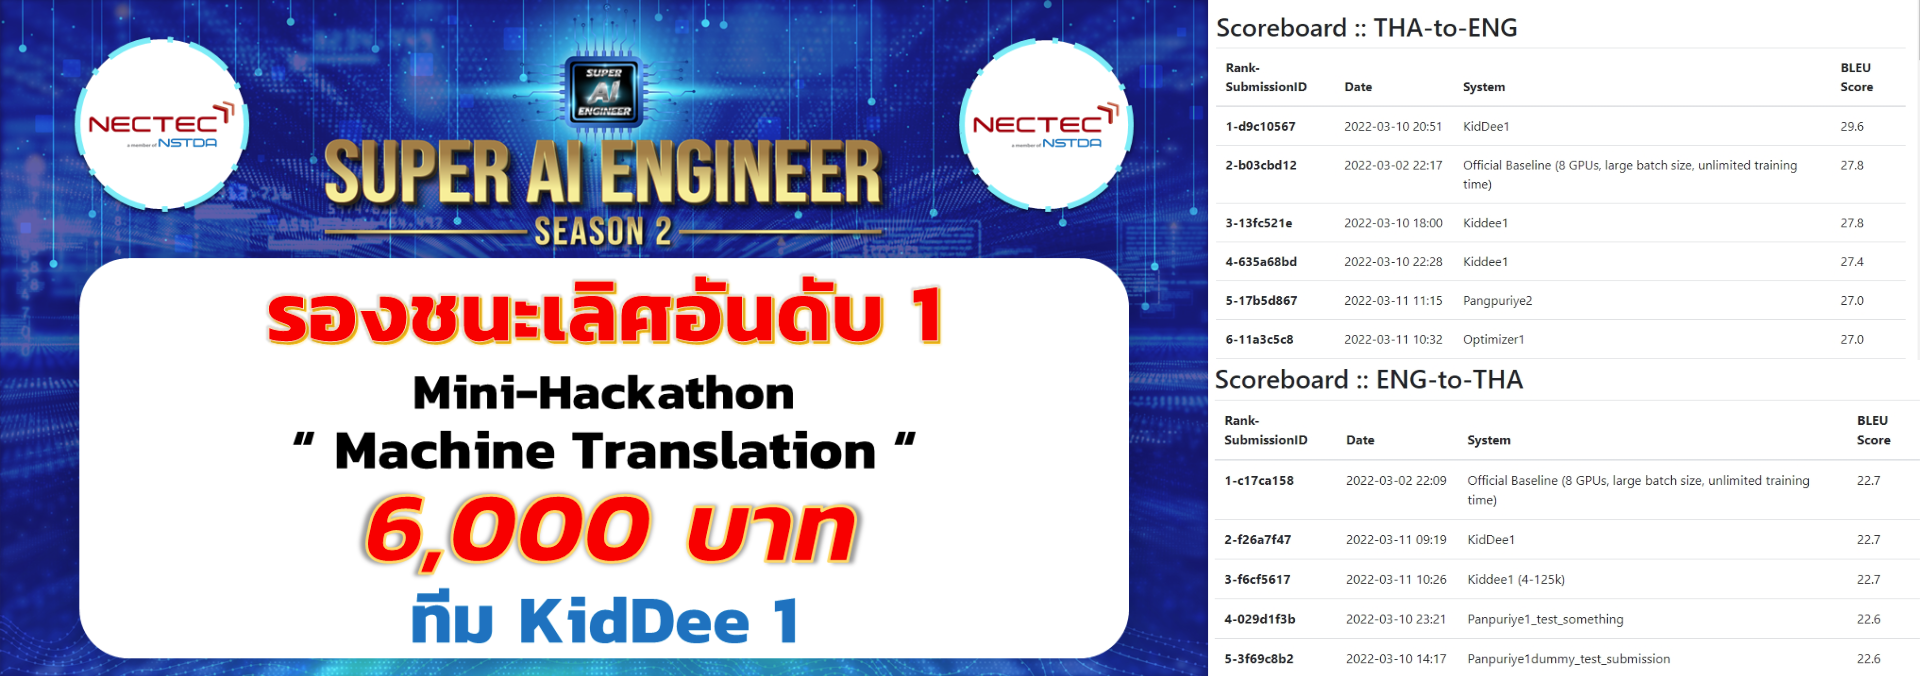 NECTEC
a member of NSTDA
SUPER
AI
ENGINEER
NECTEC
a member of NSTDA
SUPER AI ENGINEER
SEASON 2
รองชนะเลิศอันดับ 1
Mini-Hackathon
“ Machine Translation “
6,000 บาท
ทีม KidDee 1
Scoreboard :: THA-to-ENG
Rank-SubmissionID Date System BLEU Score
1-d9c10567 2022-03-10 20:51 KidDee1 29.6
2-b03cbd12 2022-03-02 22:17 Official Baseline (8 GPUs, large batch size, unlimited training time) 27.8
3-13fc521e 2022-03-10 18:00 Kiddee1 27.8
4-635a68bd 2022-03-10 22:28 Kiddee1 27.4
5-17b5d867 2022-03-11 11:15 Pangpuriye2 27.0
6-11a3c5c8 2022-03-11 10:32 Optimizer1 27.0
Scoreboard :: ENG-to-THA
Rank-SubmissionID Date System BLEU Score
1-c17ca158 2022-03-02 22:09 Official Baseline (8 GPUs, large batch size, unlimited training time) 22.7
2-f26a7f47 2022-03-11 09:19 KidDee1 22.7
3-f6cf5617 2022-03-11 10:26 Kiddee1 (4-125k) 22.7
4-029d1f3b 2022-03-10 23:21 Panpuriye1_test_something 22.6
5-3f69c8b2 2022-03-10 14:17 Panpuriye1dummy_test_submission 22.6